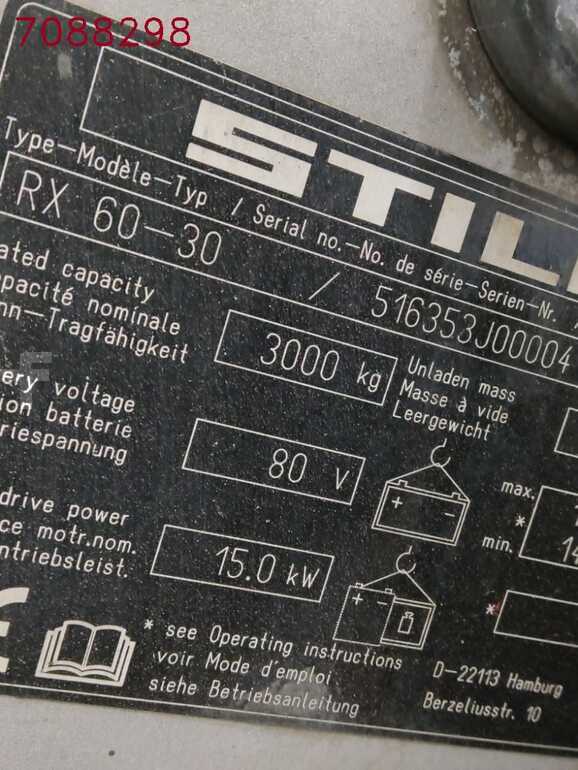 7088298
STILL
Type-Modèle-Typ / Serial no.-No. de série-Serien-Nr. /
RX 60-30 / 516353J00004
ated capacity
pacité nominale
nn-Tragfähigkeit
3000 kg
Unladen mass
Masse à vide
Leergewicht
ery voltage
ion batterie
riespannung
80 V
+ -
max.
*
min.
drive power
ce motr.nom.
ntriebsleist.
15.0 kW
+ -
*
* see Operating instructions
voir Mode d'emploi
siehe Betriebsanleitung
D-22113 Hamburg
Berzeliusstr. 10